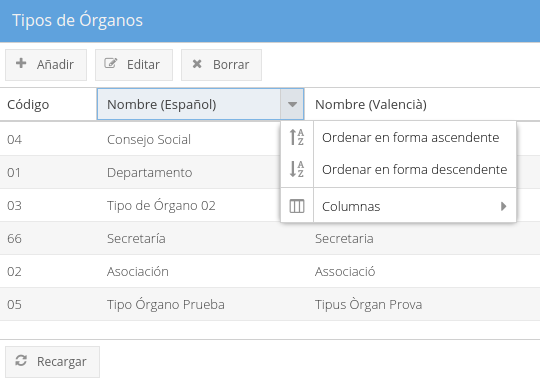 Tipos de Órganos
Añadir Editar Borrar
Código Nombre (Español) Nombre (Valencià)
04 Consejo Social
Ordenar en forma ascendente
01 Departamento
Ordenar en forma descendente
03 Tipo de Órgano 02
Columnas
66 Secretaría Secretaria
02 Asociación Associació
05 Tipo Órgano Prueba Tipus Òrgan Prova
Recargar